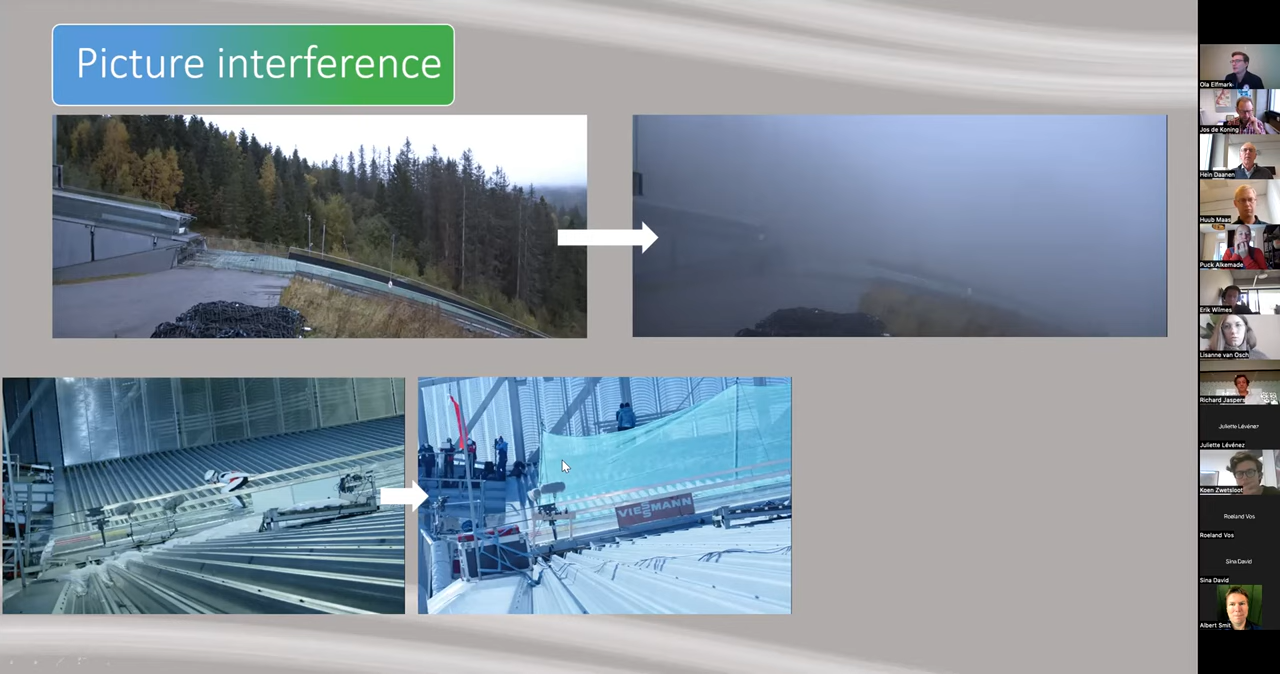 Picture interference
VIESMANN
Ola Elfmark
Jos de Koning
Hein Daanen
Huub Maas
Puck Alkemade
Erik Wilmes
Lisanne van Osch
Richard Jaspers
Juliette Lévénez
Juliette Lévénez
Koen Zwetsloot
Roeland Vos
Roeland Vos
Sina David
Sina David
Albert Smit